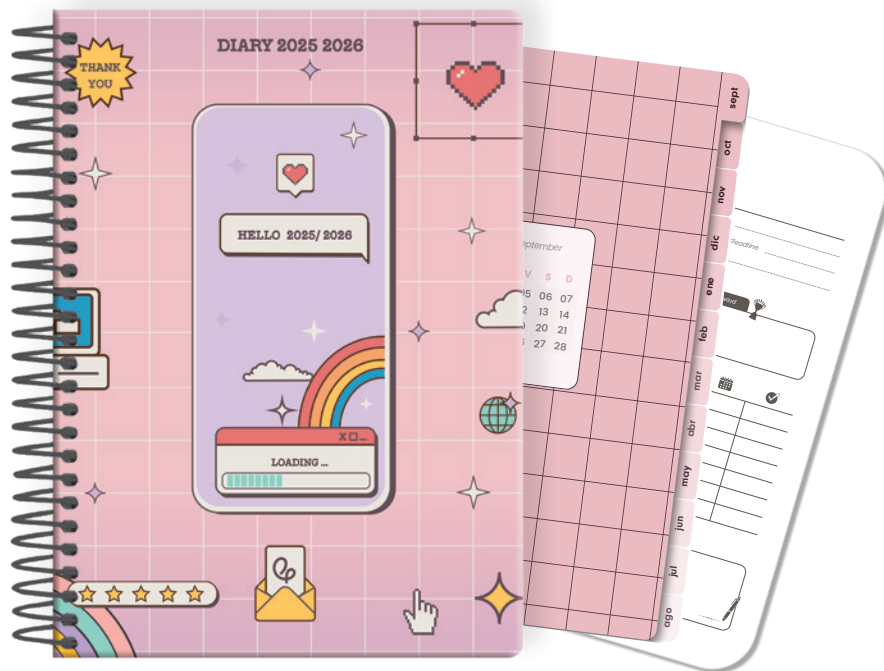 DIARY 2025 2026
THANK
YOU
HELLO 2025/2026
X
LOADING ...
sept
oct
nov
dic
ene
feb
mar
abr
may
jun
jul
ago
V S D
05 06 07
13 14
20 21
27 28
deadline